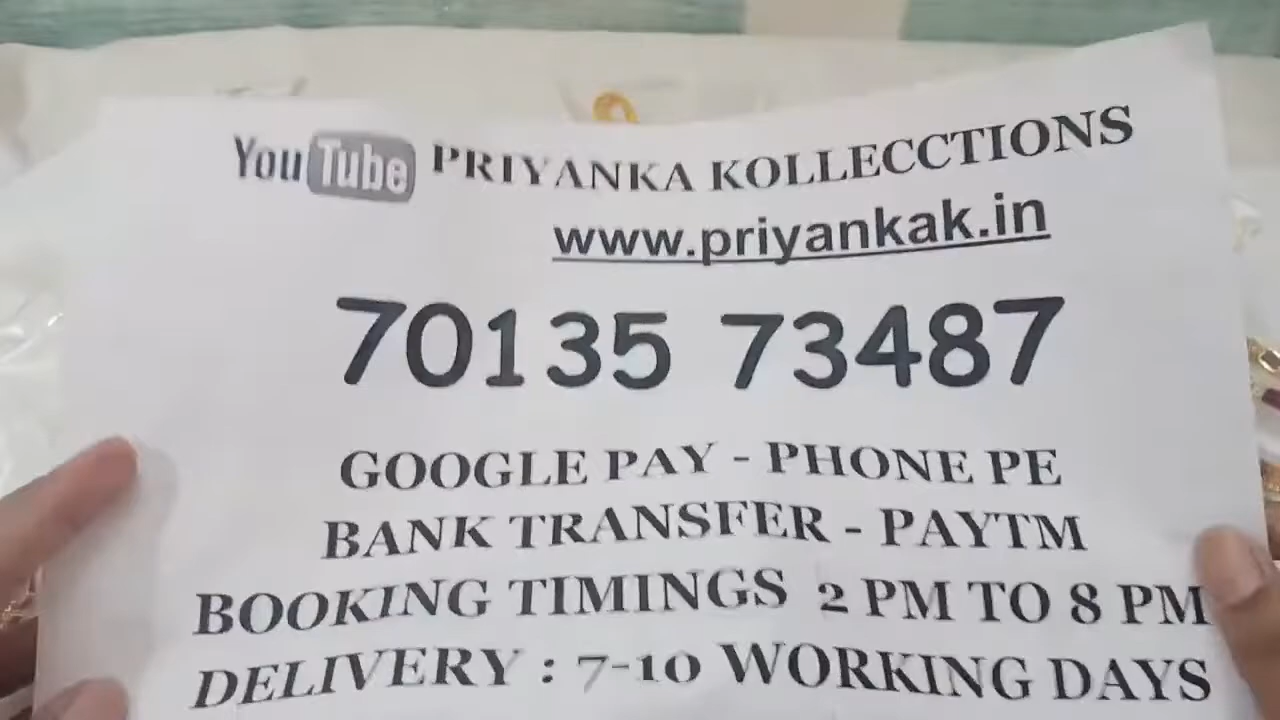 YouTube PRIYANKA KOLLECCTIONS
www.priyankak.in
70135 73487
GOOGLE PAY - PHONE PE
BANK TRANSFER - PAYTM
BOOKING TIMINGS 2 PM TO 8 PM
DELIVERY : 7-10 WORKING DAYS